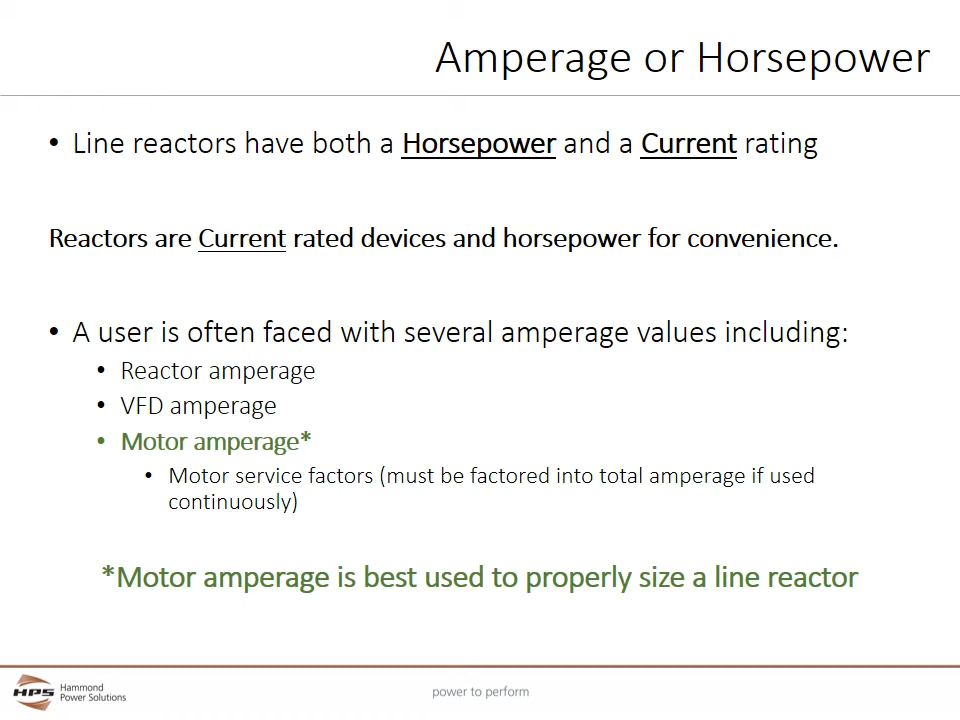 Amperage or Horsepower
• Line reactors have both a Horsepower and a Current rating
Reactors are Current rated devices and horsepower for convenience.
• A user is often faced with several amperage values including:
• Reactor amperage
• VFD amperage
• Motor amperage*
• Motor service factors (must be factored into total amperage if used
continuously)
*Motor amperage is best used to properly size a line reactor
HPS
Hammond
Power Solutions
power to perform